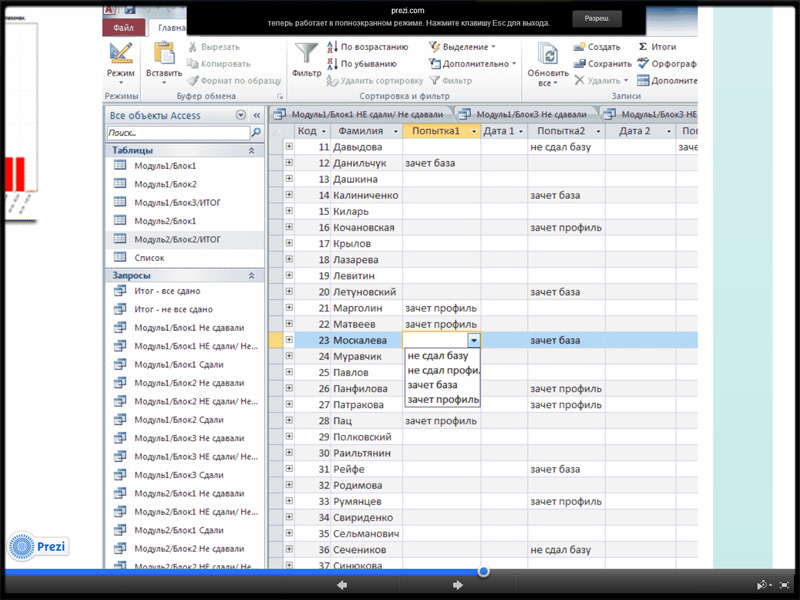 prezi.com
теперь работает в полноэкранном режиме. Нажмите клавишу Esc для выхода.
Разреш.
Файл
Главна
Режим
Режимы
Вставить
Вырезать
Копировать
Формат по образцу
Буфер обмена
Фильтр
По возрастанию
По убыванию
Удалить сортировку
Выделение
Дополнительно
Фильтр
Сортировка и фильтр
Обновить
все
Создать
Сохранить
Удалить
Итоги
Орфограф
Дополните
Записи
Все объекты Access
Поиск...
Таблицы
Модуль1/Блок1
Модуль1/Блок2
Модуль1/Блок3/ИТОГ
Модуль2/Блок1
Модуль2/Блок2/ИТОГ
Список
Запросы
Итог - все сдано
Итог - не все сдано
Модуль1/Блок1 Не сдавали
Модуль1/Блок1 НЕ сдали/ Не...
Модуль1/Блок1 Сдали
Модуль1/Блок2 Не сдавали
Модуль1/Блок2 НЕ сдали/ Не...
Модуль1/Блок2 Сдали
Модуль1/Блок3 Не сдавали
Модуль1/Блок3 НЕ сдали/ Не...
Модуль1/Блок3 Сдали
Модуль2/Блок1 Не сдавали
Модуль2/Блок1 НЕ сдали/ Не...
Модуль2/Блок1 Сдали
Модуль2/Блок2 Не сдавали
Модуль2/Блок2 НЕ сдали/ Не...
Модуль1/Блок1 НЕ сдали/ Не сдавали
Модуль1/Блок3 Не сдавали
Модуль1/Блок3 НЕ
Код Фамилия Попытка1 Дата 1 Попытка2 Дата 2 Поп
11 Давыдова не сдал базу заче
12 Данильчук зачет база
13 Дашкина
14 Калиниченко зачет база
15 Киларь
16 Кочановская зачет профиль
17 Крылов
18 Лазарева
19 Левитин
20 Летуновский зачет база
21 Марголин зачет профиль
22 Матвеев зачет профиль
23 Москалева зачет база
24 Муравчик
25 Павлов
26 Панфилова зачет профиль
27 Патракова зачет профиль
28 Пац зачет профиль
29 Полковский
30 Раильтянин
31 Рейфе зачет база
32 Родимова
33 Румянцев зачет профиль
34 Свириденко
35 Сельманович
36 Сечеников не сдал базу
37 Синюкова
не сдал базу
не сдал профи
зачет база
зачет профиль
Prezi